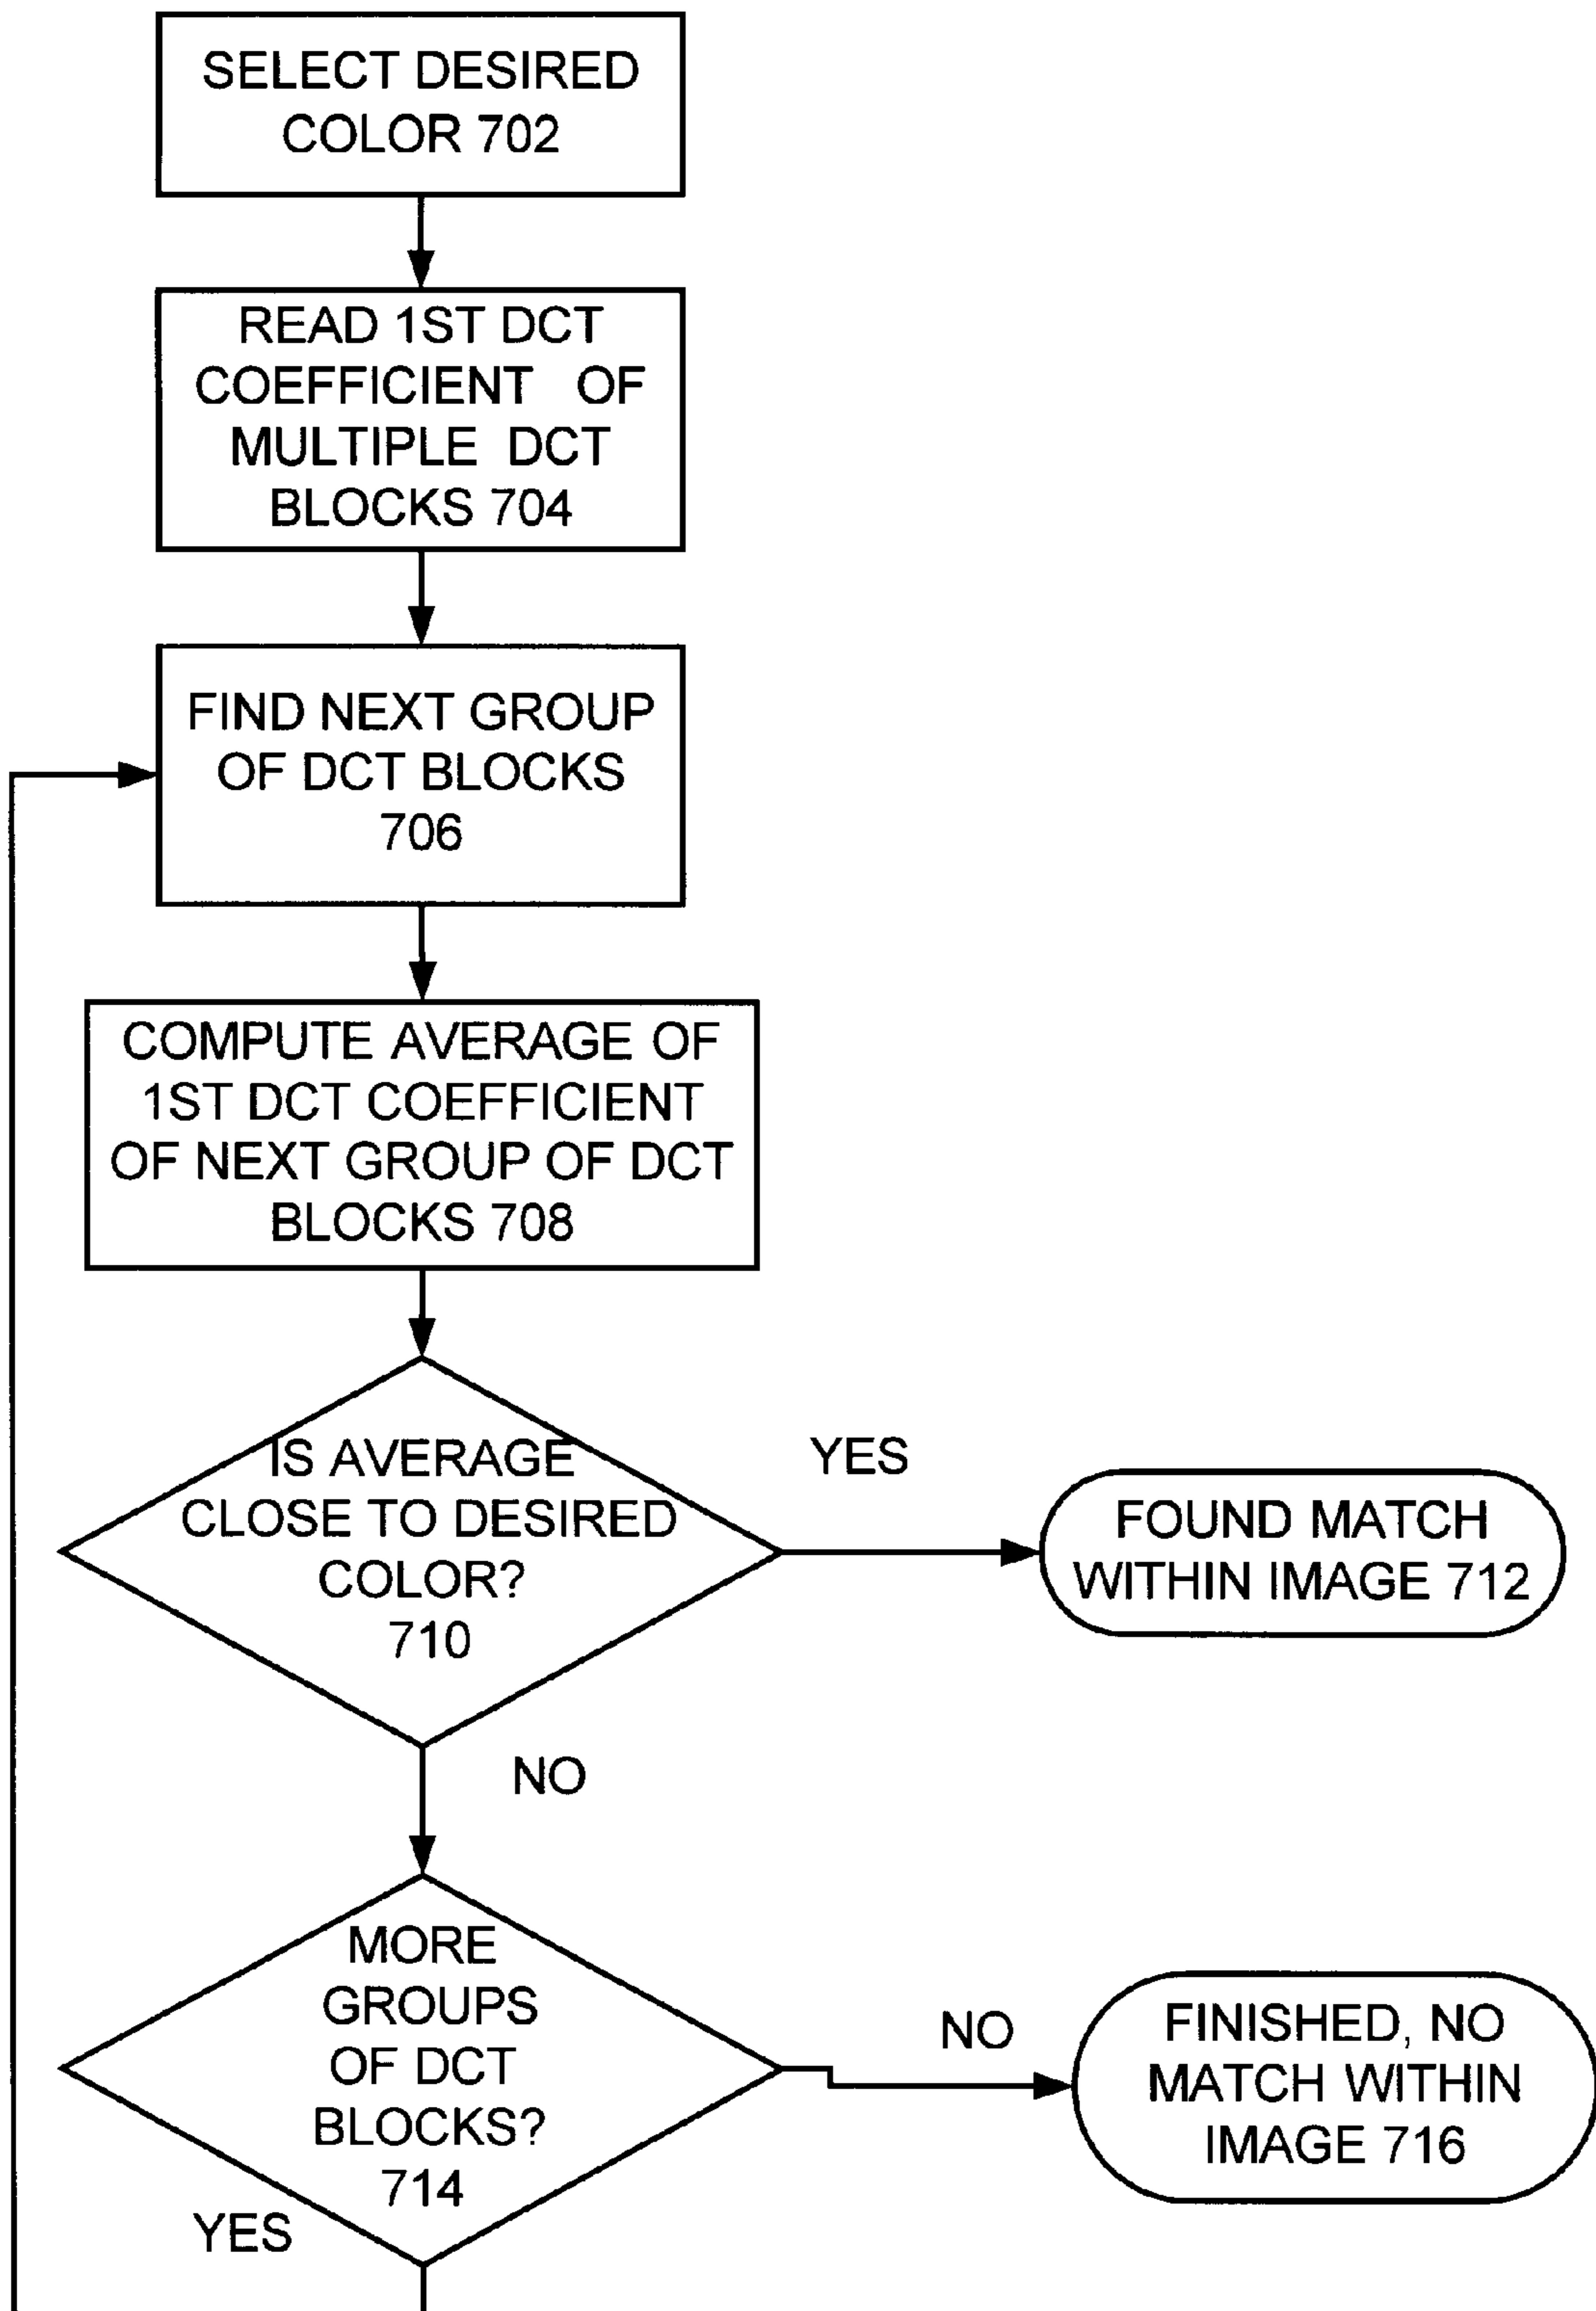 SELECT DESIRED
COLOR 702
READ 1ST DCT
COEFFICIENT OF
MULTIPLE DCT
BLOCKS 704
FIND NEXT GROUP
OF DCT BLOCKS
706
COMPUTE AVERAGE OF
1ST DCT COEFFICIENT
OF NEXT GROUP OF DCT
BLOCKS 708
IS AVERAGE
CLOSE TO DESIRED
COLOR?
710
YES
FOUND MATCH
WITHIN IMAGE 712
NO
MORE
GROUPS
OF DCT
BLOCKS?
714
NO
FINISHED, NO
MATCH WITHIN
IMAGE 716
YES